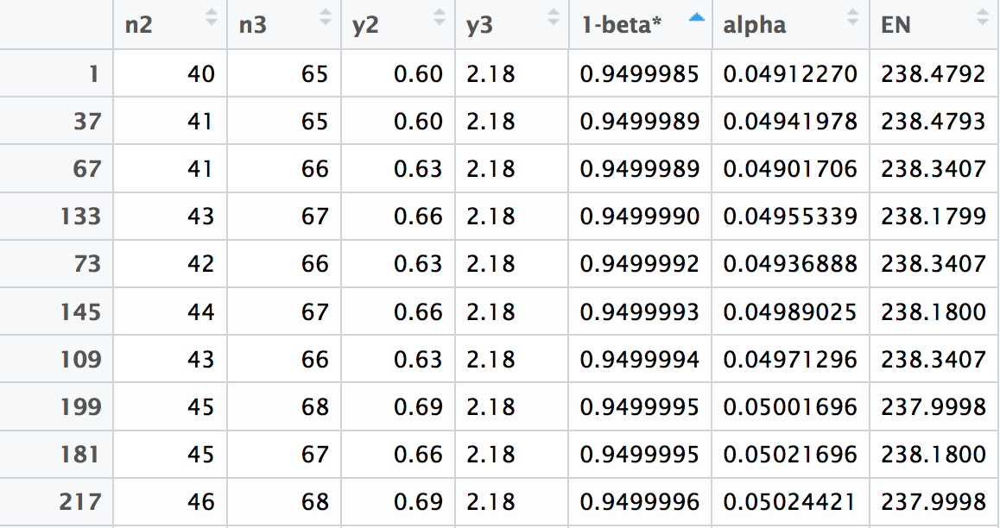 n2 n3 y2 y3 1-beta* alpha EN
1 40 65 0.60 2.18 0.9499985 0.04912270 238.4792
37 41 65 0.60 2.18 0.9499989 0.04941978 238.4793
67 41 66 0.63 2.18 0.9499989 0.04901706 238.3407
133 43 67 0.66 2.18 0.9499990 0.04955339 238.1799
73 42 66 0.63 2.18 0.9499992 0.04936888 238.3407
145 44 67 0.66 2.18 0.9499993 0.04989025 238.1800
109 43 66 0.63 2.18 0.9499994 0.04971296 238.3407
199 45 68 0.69 2.18 0.9499995 0.05001696 237.9998
181 45 67 0.66 2.18 0.9499995 0.05021696 238.1800
217 46 68 0.69 2.18 0.9499996 0.05024421 237.9998